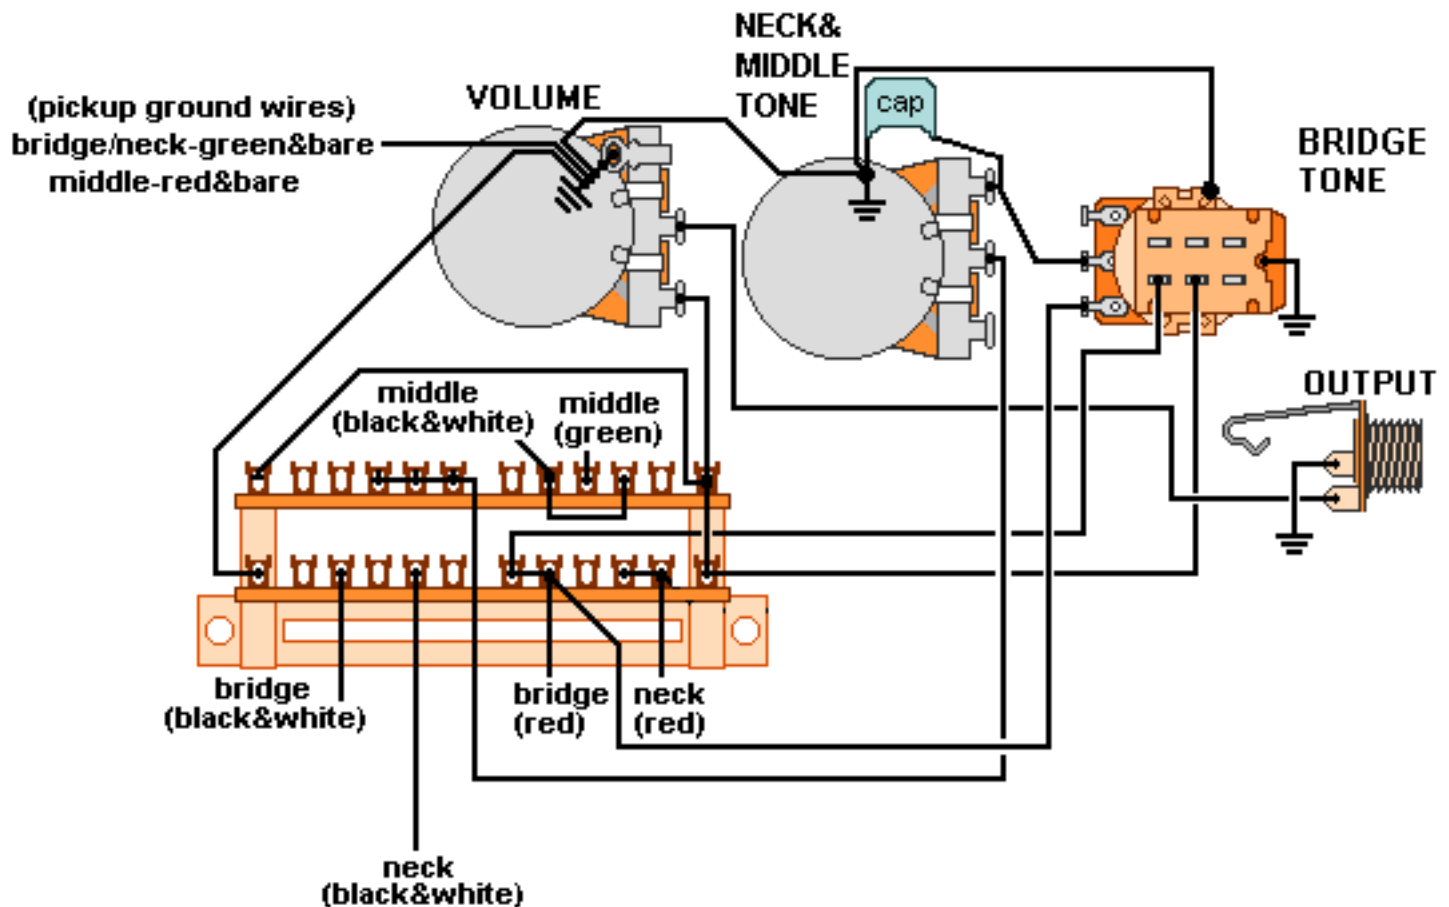 NECK&
MIDDLE
TONE
cap
VOLUME
(pickup ground wires)
bridge/neck-green&bare
middle-red&bare
BRIDGE
TONE
OUTPUT
middle
(black&white)
middle
(green)
bridge
(black&white)
bridge
(red)
neck
(red)
neck
(black&white)